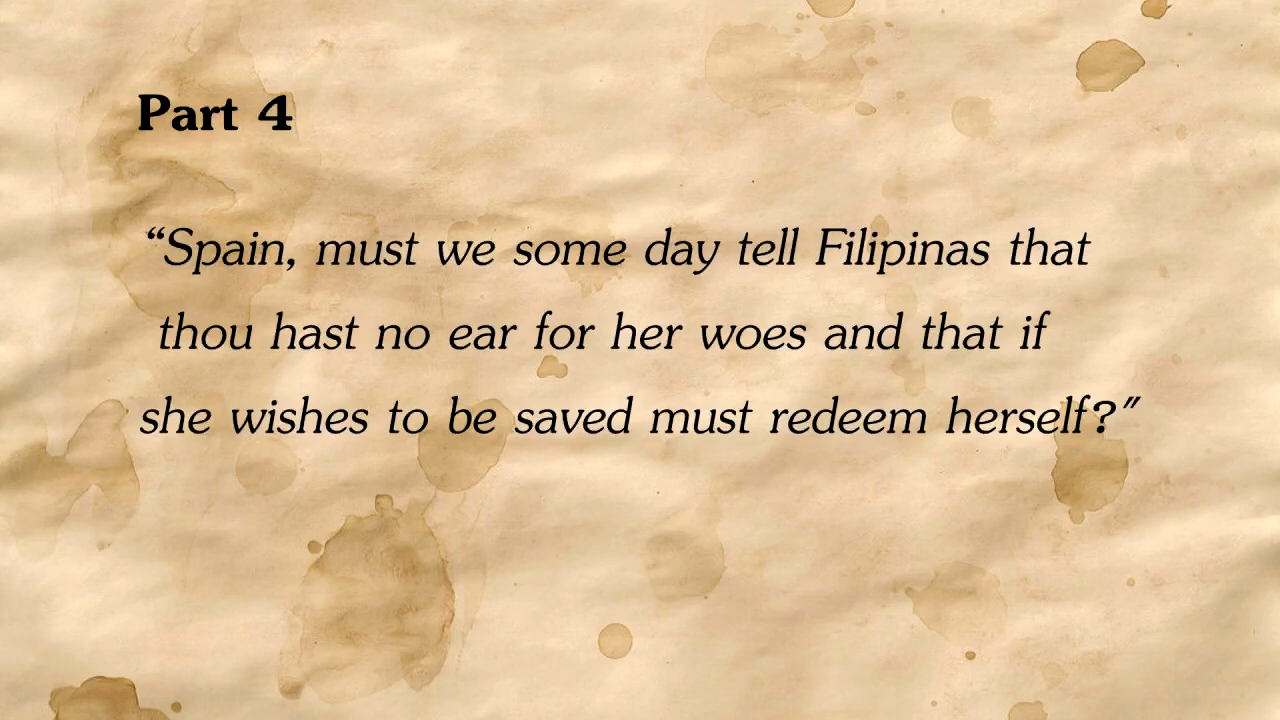 Part 4
“Spain, must we some day tell Filipinas that
thou hast no ear for her woes and that if
she wishes to be saved must redeem herself?”